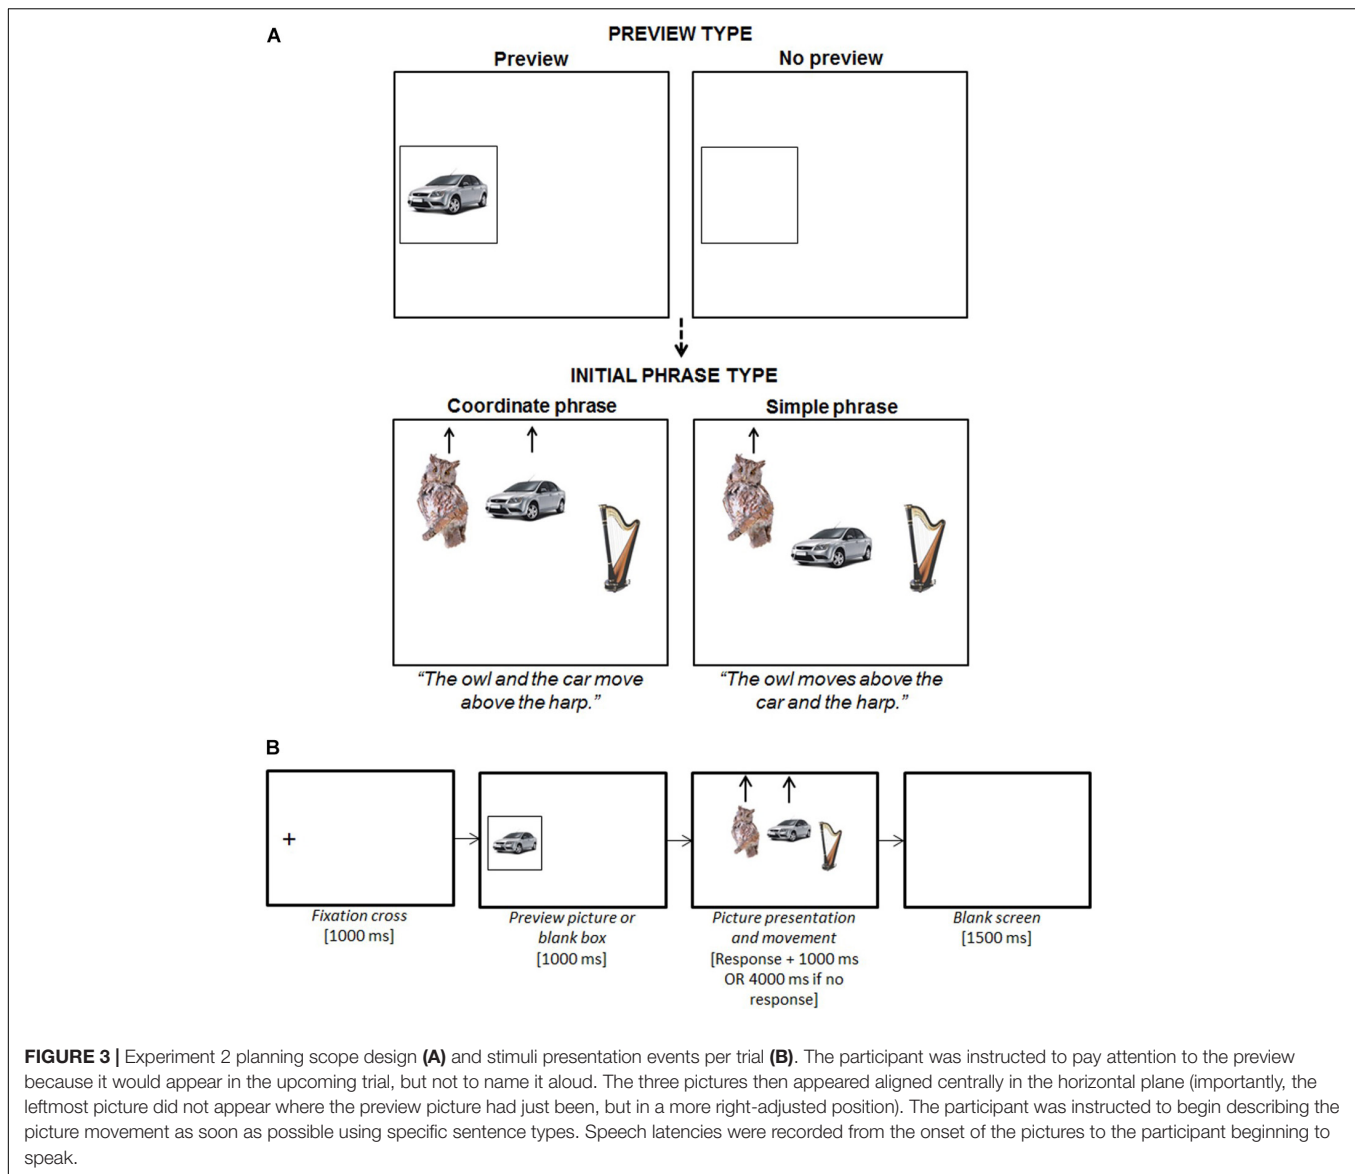 A
PREVIEW TYPE
Preview
No preview
INITIAL PHRASE TYPE
Coordinate phrase
Simple phrase
“The owl and the car move
above the harp.”
“The owl moves above the
car and the harp.”
B
Fixation cross
[1000 ms]
Preview picture or
blank box
[1000 ms]
Picture presentation
and movement
[Response + 1000 ms
OR 4000 ms if no
response]
Blank screen
[1500 ms]
FIGURE 3 | Experiment 2 planning scope design (A) and stimuli presentation events per trial (B). The participant was instructed to pay attention to the preview
because it would appear in the upcoming trial, but not to name it aloud. The three pictures then appeared aligned centrally in the horizontal plane (importantly, the
leftmost picture did not appear where the preview picture had just been, but in a more right-adjusted position). The participant was instructed to begin describing the
picture movement as soon as possible using specific sentence types. Speech latencies were recorded from the onset of the pictures to the participant beginning to
speak.